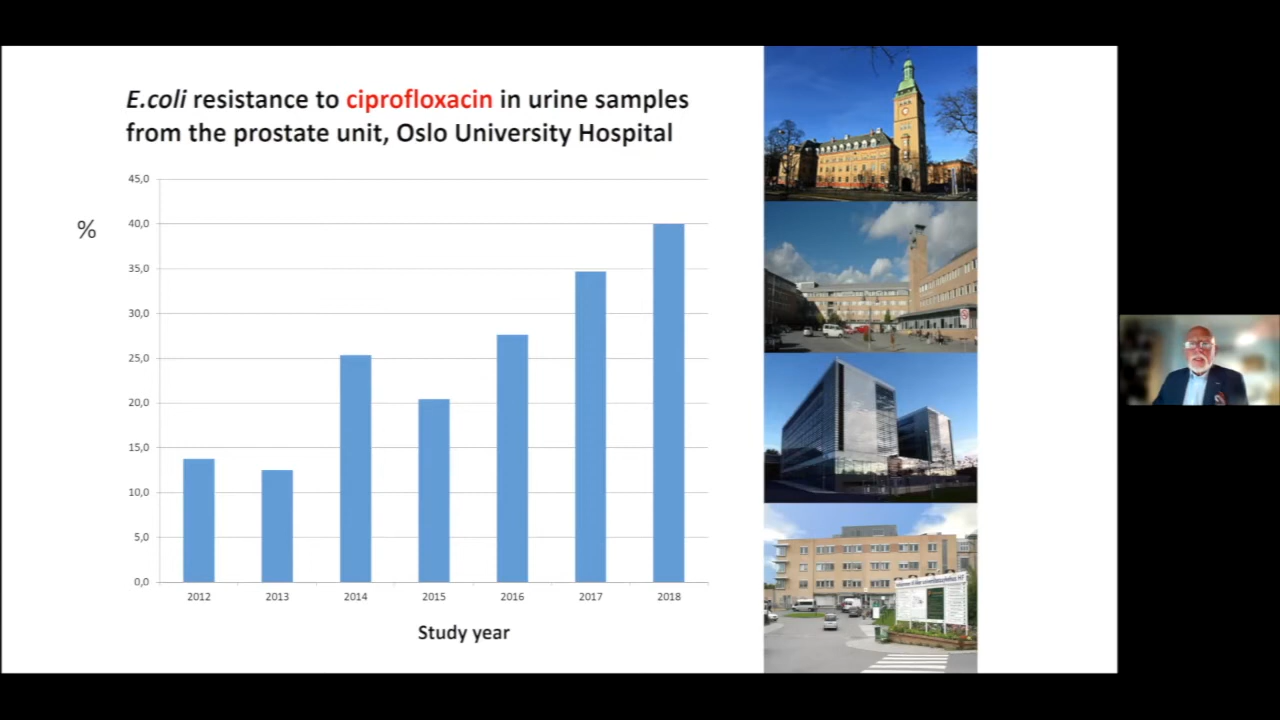 E.coli resistance to ciprofloxacin in urine samples
from the prostate unit, Oslo University Hospital
%
45,0
40,0
35,0
30,0
25,0
20,0
15,0
10,0
5,0
0,0
2012 2013 2014 2015 2016 2017 2018
Study year